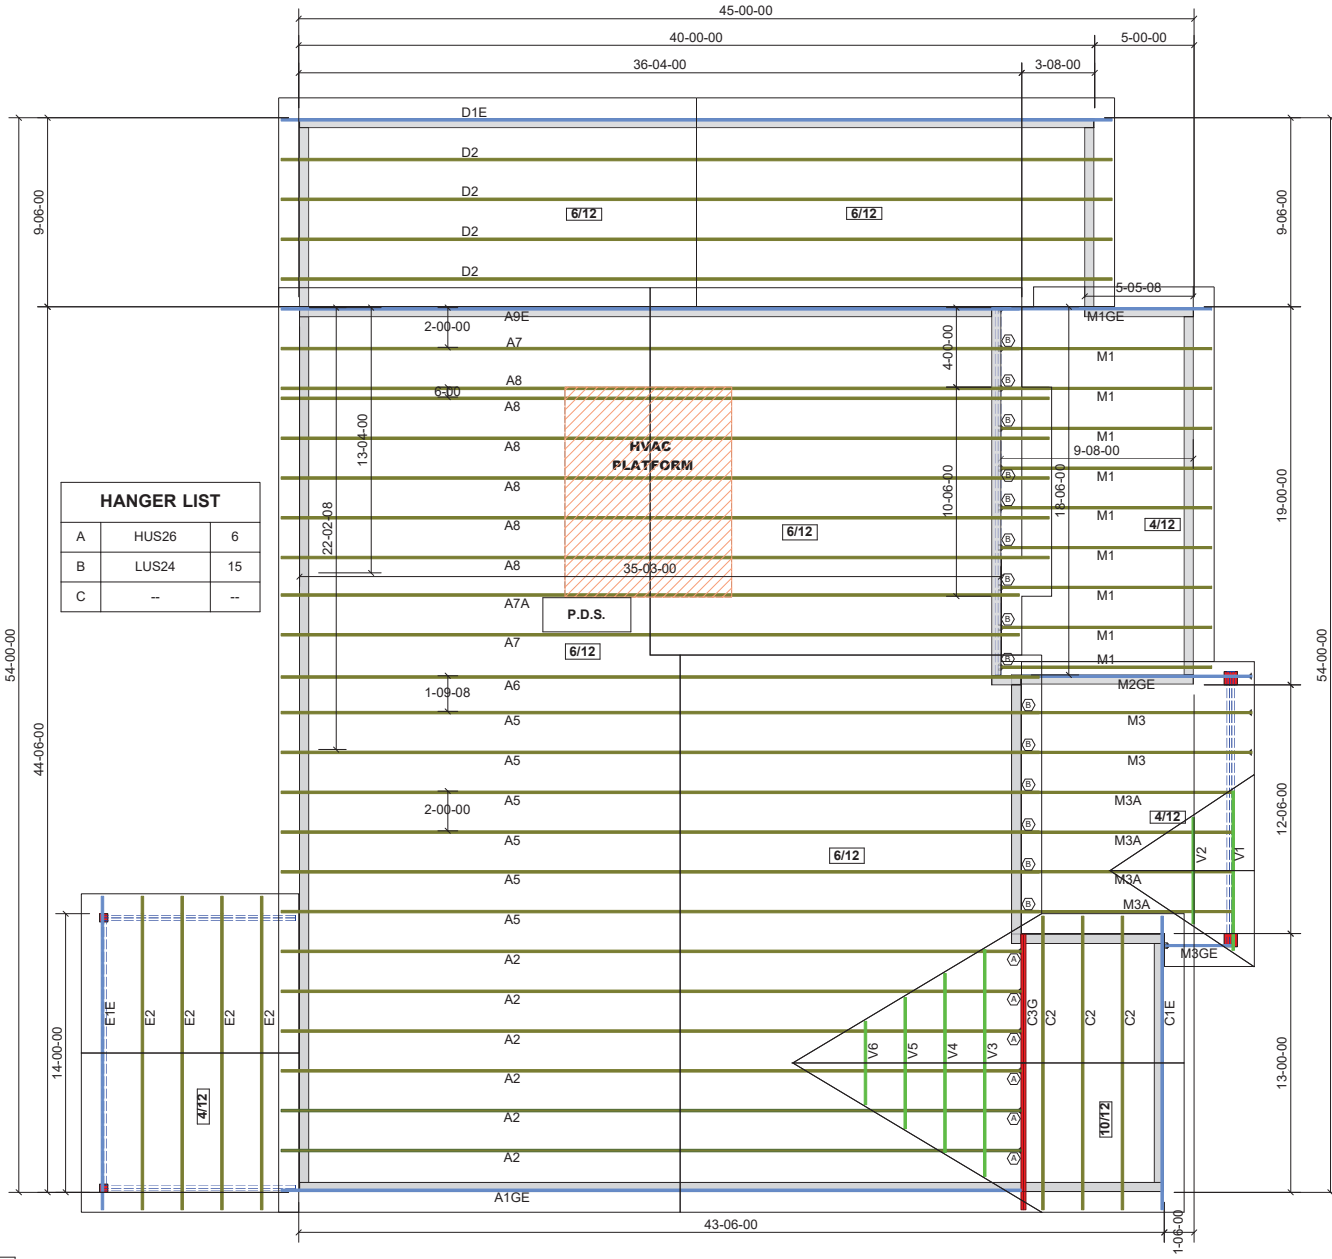 45-00-00
40-00-00
5-00-00
36-04-00
3-08-00
D1E
D2
D2
D2
D2
6/12
6/12
9-06-00
9-06-00
5-05-08
A9E
M1GE
2-00-00
4-00-00
A7
B
M1
A8
B
M1
6-00
A8
B
M1
A8
HVAC
PLATFORM
9-08-00
13-04-00
A8
B
M1
B
10-06-00
18-06-00
19-00-00
HANGER LIST
A HUS26 6
B LUS24 15
C -- --
22-02-08
A8
6/12
M1
4/12
B
A8
M1
35-03-00
B
A7A
M1
P.D.S.
B
A7
M1
6/12
B
M1
54-00-00
54-00-00
A6
M2GE
1-09-08
B
A5
M3
44-06-00
B
A5
M3
2-00-00
B
A5
M3A
4/12
12-06-00
B
A5
M3A
6/12
V2
V1
B
A5
M3A
B
A5
M3A
A
A2
M3GE
E1E
E2
E2
E2
E2
A
A2
C3G
C2
C2
C2
C1E
A
A2
V6
V5
V4
V3
14-00-00
A
A2
13-00-00
4/12
10/12
A
A2
A
A2
A1GE
43-06-00
1-06-00